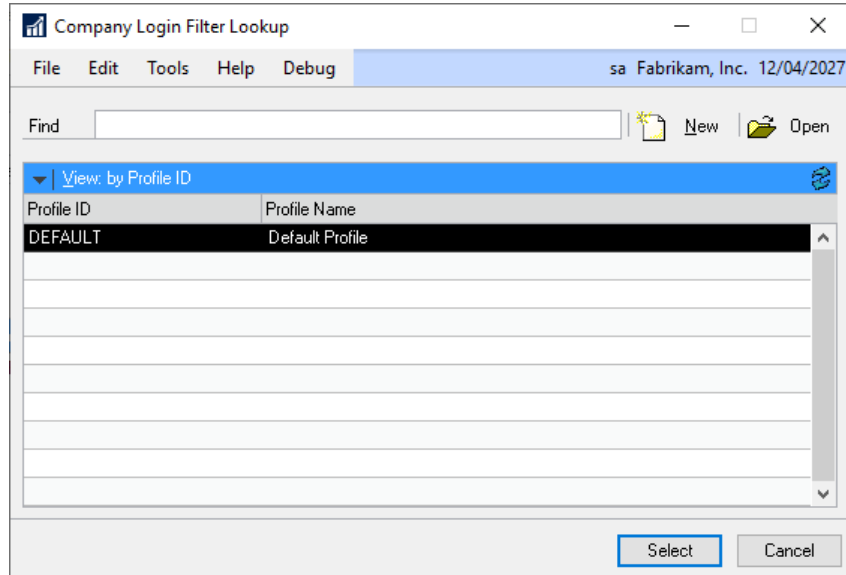 Company Login Filter Lookup
File Edit Tools Help Debug sa Fabrikam, Inc. 12/04/2027
Find New Open
View: by Profile ID
Profile ID Profile Name
DEFAULT Default Profile
Select Cancel